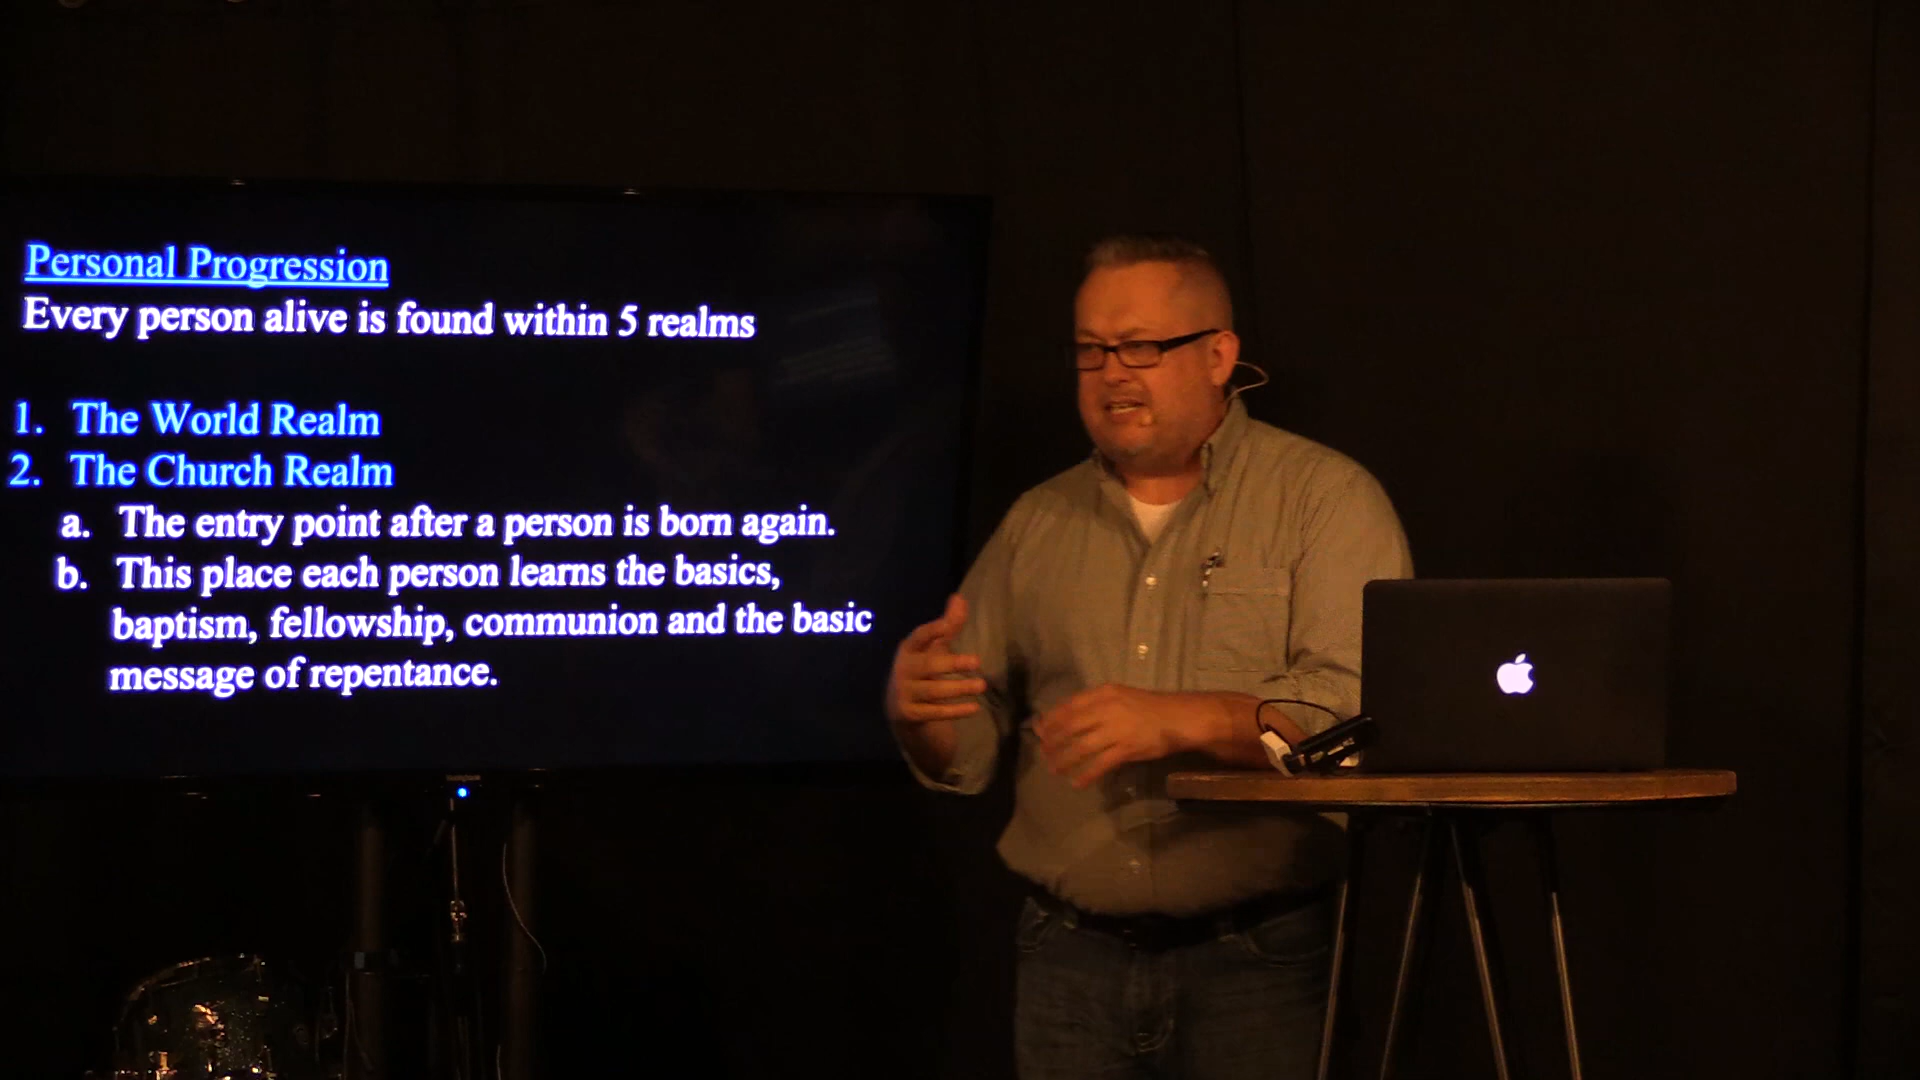 Personal Progression
Every person alive is found within 5 realms
1. The World Realm
2. The Church Realm
a. The entry point after a person is born again.
b. This place each person learns the basics,
baptism, fellowship, communion and the basic
message of repentance.